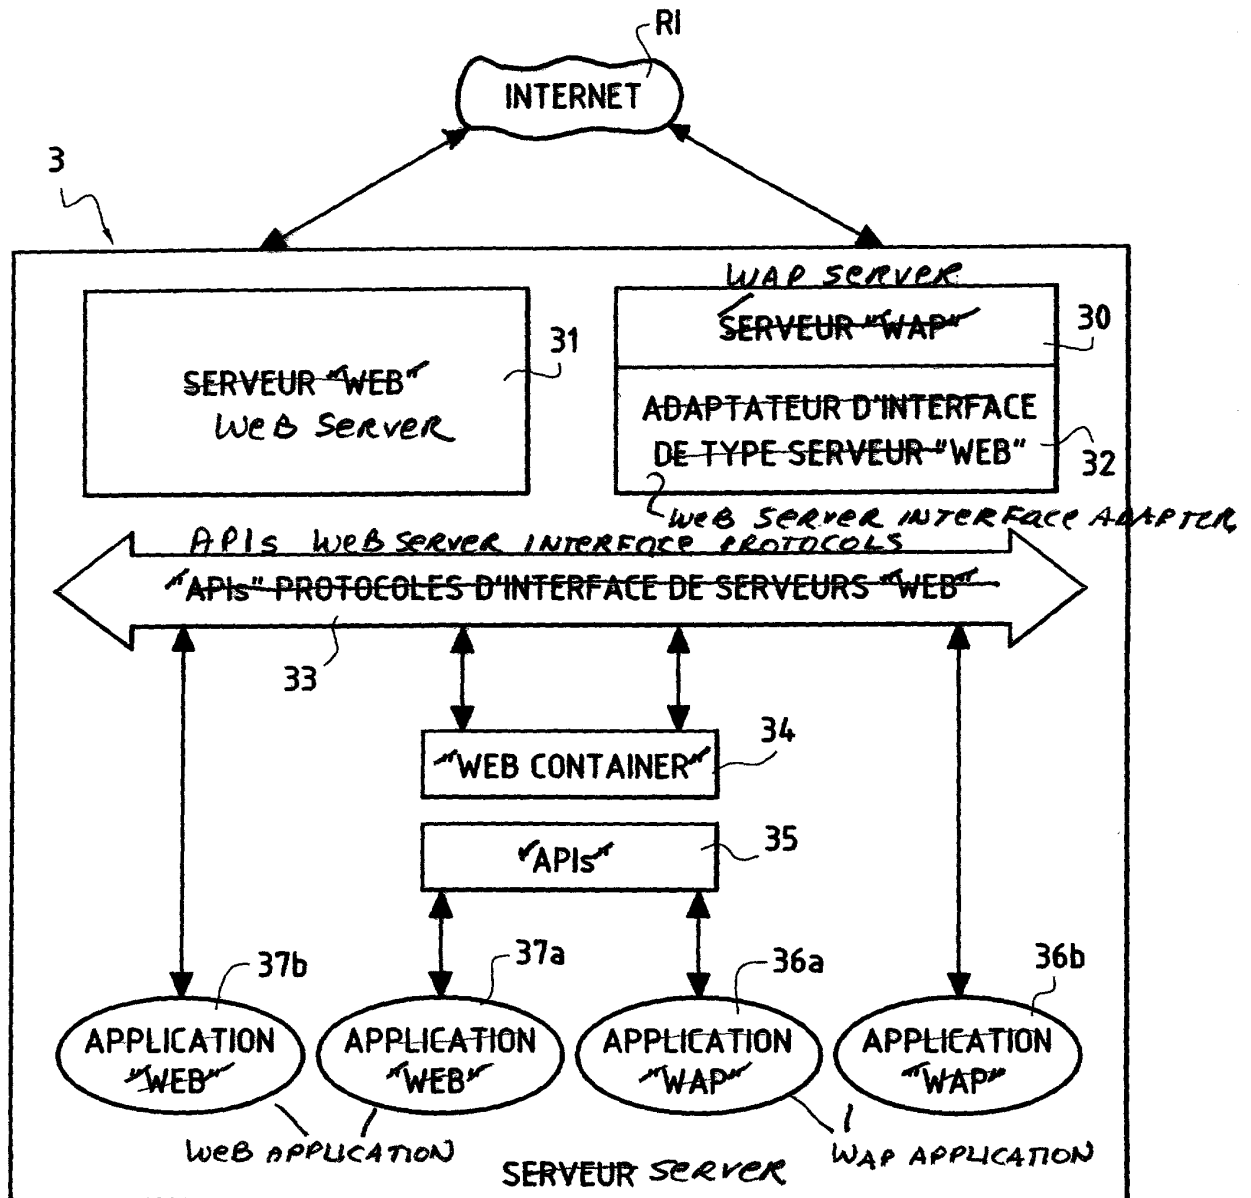 RI
INTERNET
3
WAP SERVER
SERVEUR "WAP"
30
31
SERVEUR "WEB"
WEB SERVER
ADAPTATEUR D'INTERFACE
DE TYPE SERVEUR "WEB"
32
WEB SERVER INTERFACE ADAPTER
APIs WEB SERVER INTERFACE PROTOCOLS
"APIs" PROTOCOLES D'INTERFACE DE SERVEURS "WEB"
33
34
"WEB CONTAINER"
35
"APIs"
37b
37a
36a
36b
APPLICATION
"WEB"
APPLICATION
"WEB"
APPLICATION
"WAP"
APPLICATION
"WAP"
WEB APPLICATION
WAP APPLICATION
SERVEUR SERVER